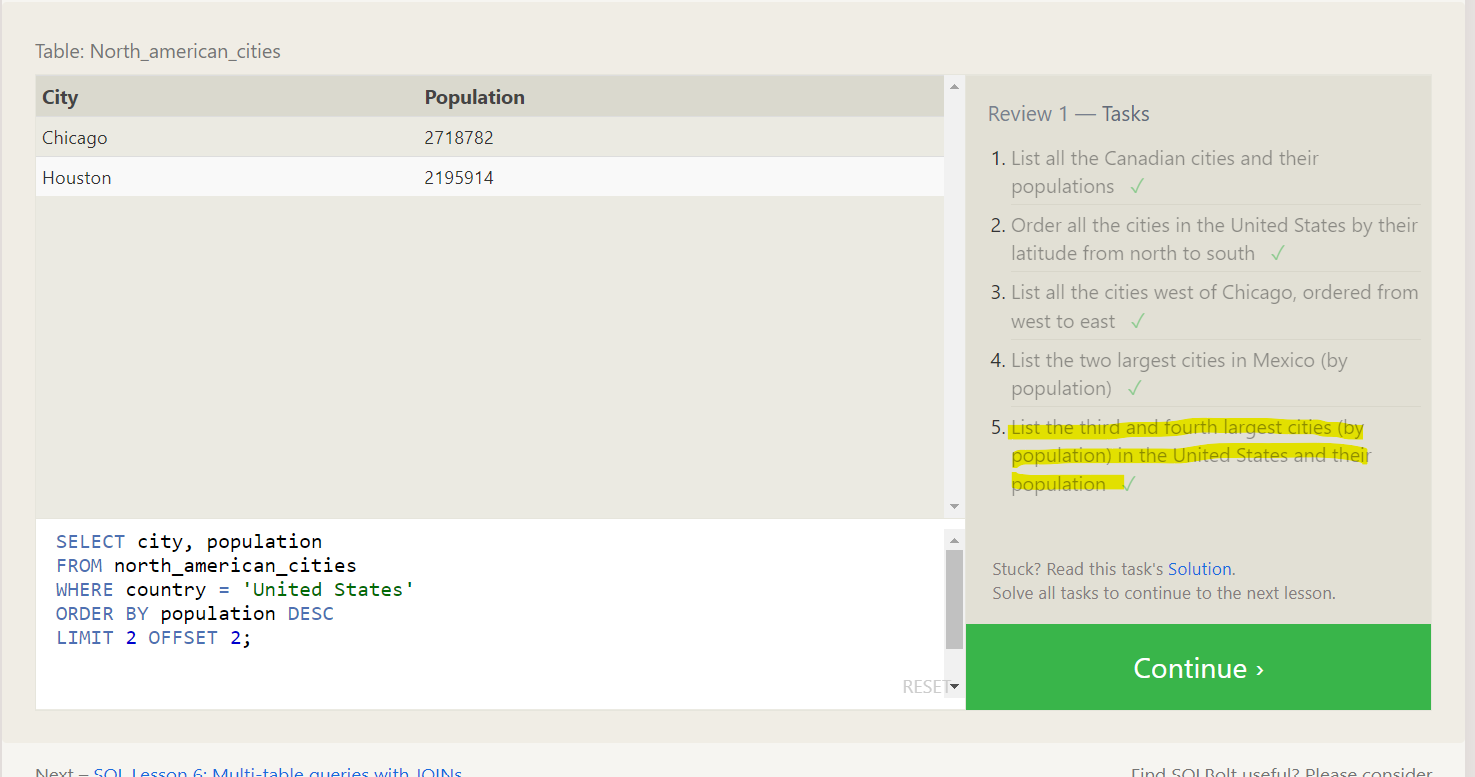 Table: North_american_cities
City Population
Chicago 2718782
Houston 2195914
SELECT city, population
FROM north_american_cities
WHERE country = 'United States'
ORDER BY population DESC
LIMIT 2 OFFSET 2;
RESET
Review 1 — Tasks
1. List all the Canadian cities and their
populations ✓
2. Order all the cities in the United States by their
latitude from north to south ✓
3. List all the cities west of Chicago, ordered from
west to east ✓
4. List the two largest cities in Mexico (by
population) ✓
5. List the third and fourth largest cities (by
population) in the United States and their
population ✓
Stuck? Read this task's Solution.
Solve all tasks to continue to the next lesson.
Continue ›
Next – SQL Lesson 6: Multi-table queries with JOINs
Find SQLBolt useful? Please consider